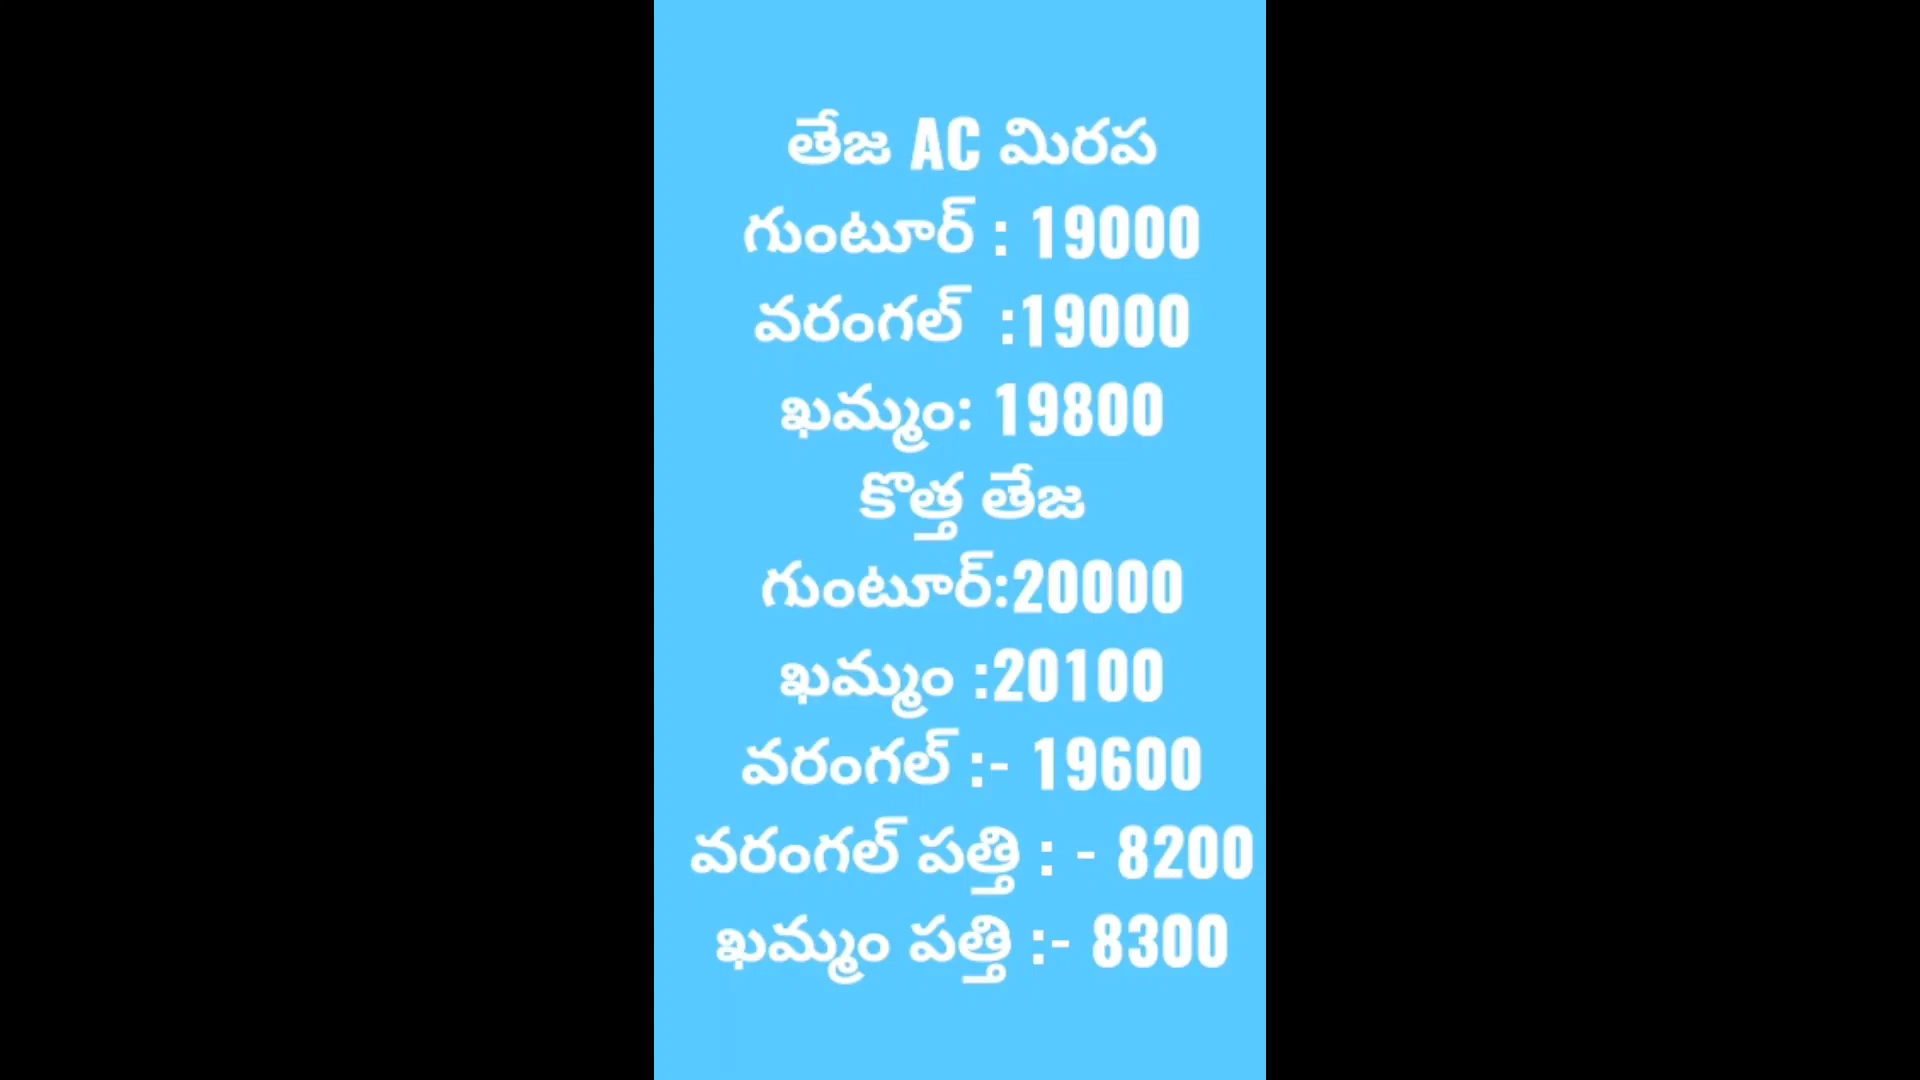 తేజ AC మిరప
గుంటూర్ : 19000
వరంగల్ :19000
ఖమ్మం: 19800
కొత్త తేజ
గుంటూర్:20000
ఖమ్మం :20100
వరంగల్ :- 19600
వరంగల్ పత్తి : - 8200
ఖమ్మం పత్తి :- 8300